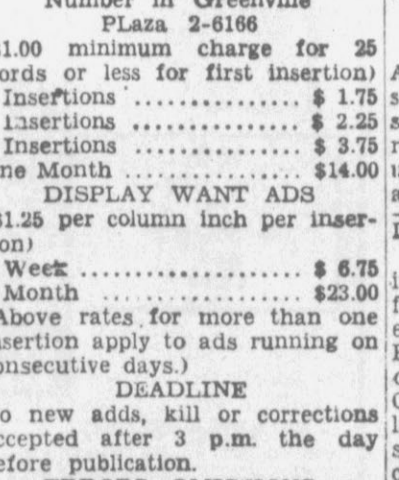 Number in Greenville
PLaza 2-6166
$1.00 minimum charge for 25
ords or less for first insertion)
Insertions ............... $ 1.75
Insertions ............... $ 2.25
Insertions ............... $ 3.75
ne Month ............... $14.00
DISPLAY WANT ADS
$1.25 per column inch per inser-
on)
Week ..................... $ 6.75
Month ................... $23.00
Above rates for more than one
nsertion apply to ads running on
onsecutive days.)
DEADLINE
o new adds, kill or corrections
ccepted after 3 p.m. the day
efore publication.